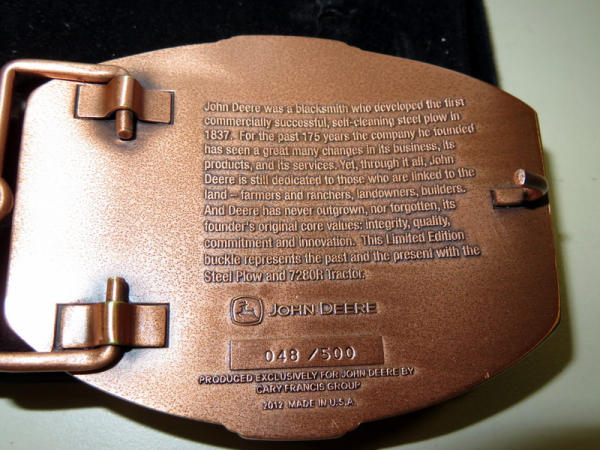 John Deere was a blacksmith who developed the first
commercially successful, self-cleaning steel plow in
1837. For the past 175 years the company he founded
has seen a great many changes in its business, its
products, and its services. Yet, through it all, John
Deere is still dedicated to those who are linked to the
land – farmers and ranchers, landowners, builders.
And Deere has never outgrown, nor forgotten, its
founder's original core values: integrity, quality,
commitment and innovation. This Limited Edition
buckle represents the past and the present with the
Steel Plow and 7280R Tractor.
JOHN DEERE
048 /500
PRODUCED EXCLUSIVELY FOR JOHN DEERE BY
GARY FRANCIS GROUP
2012 MADE IN U.S.A.